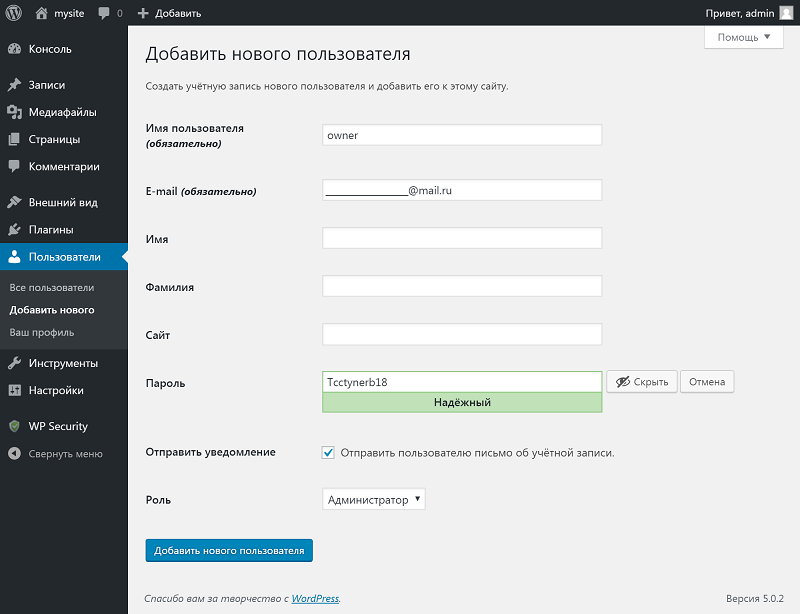 mysite 0 Добавить Привет, admin
Помощь
Консоль
Записи
Медиафайлы
Страницы
Комментарии
Внешний вид
Плагины
Пользователи
Все пользователи
Добавить нового
Ваш профиль
Инструменты
Настройки
WP Security
Свернуть меню
Добавить нового пользователя
Создать учётную запись нового пользователя и добавить его к этому сайту.
Имя пользователя
(обязательно)
owner
E-mail (обязательно)
________________@mail.ru
Имя
Фамилия
Сайт
Пароль
Tcctynerb18
Скрыть
Отмена
Надёжный
Отправить уведомление
Отправить пользователю письмо об учётной записи.
Роль
Администратор
Добавить нового пользователя
Спасибо вам за творчество с WordPress.
Версия 5.0.2